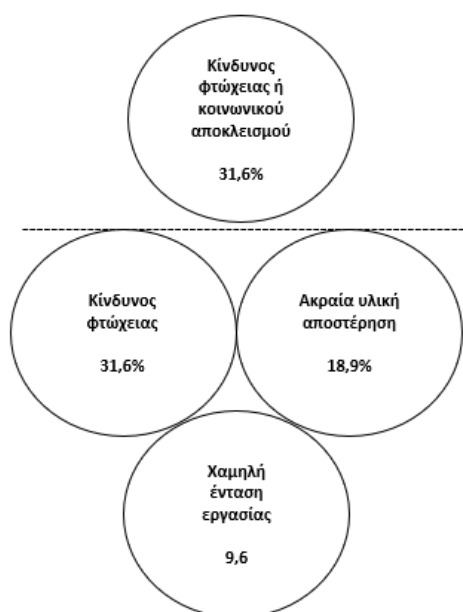 Κίνδυνος
φτώχειας ή
κοινωνικού
αποκλεισμού
31,6%
Κίνδυνος
φτώχειας
31,6%
Ακραία υλική
αποστέρηση
18,9%
Χαμηλή
ένταση
εργασίας
9,6